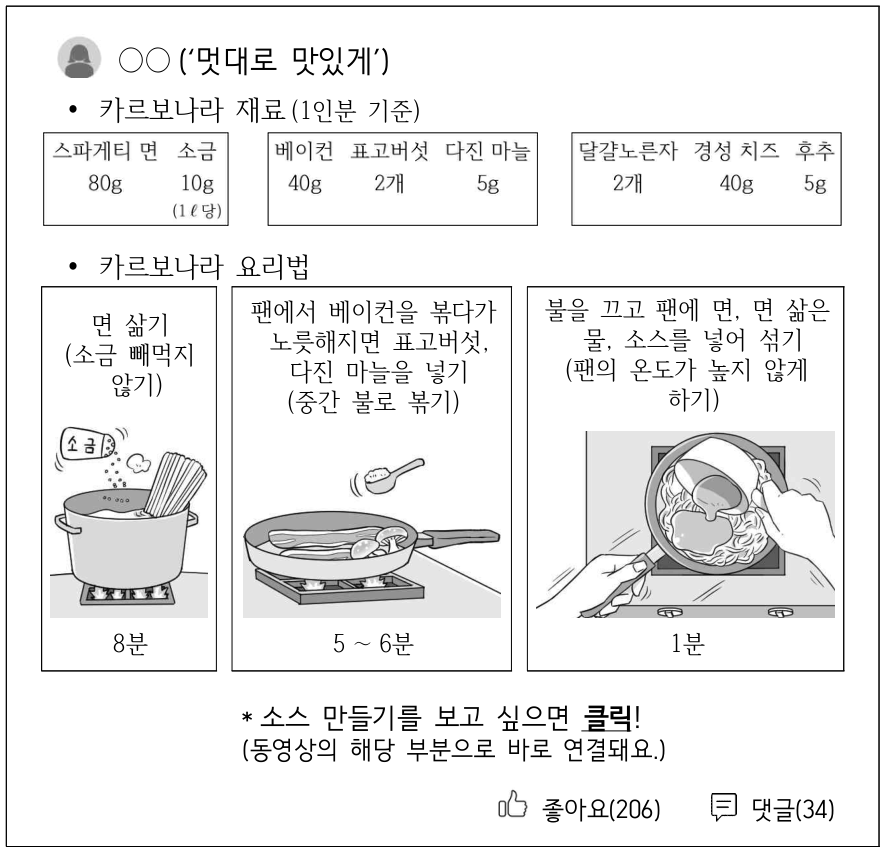 ○○ ('멋대로 맛있게')
• 카르보나라 재료(1인분 기준)
스파게티 면 소금
80g 10g
(1ℓ당)
베이컨 표고버섯 다진 마늘
40g 2개 5g
달걀노른자 경성 치즈 후추
2개 40g 5g
• 카르보나라 요리법
면 삶기
(소금 빼먹지
않기)
소금
8분
팬에서 베이컨을 볶다가
노릇해지면 표고버섯,
다진 마늘을 넣기
(중간 불로 볶기)
5 ~ 6분
불을 끄고 팬에 면, 면 삶은
물, 소스를 넣어 섞기
(팬의 온도가 높지 않게
하기)
1분
* 소스 만들기를 보고 싶으면 클릭!
(동영상의 해당 부분으로 바로 연결돼요.)
좋아요(206) 댓글(34)